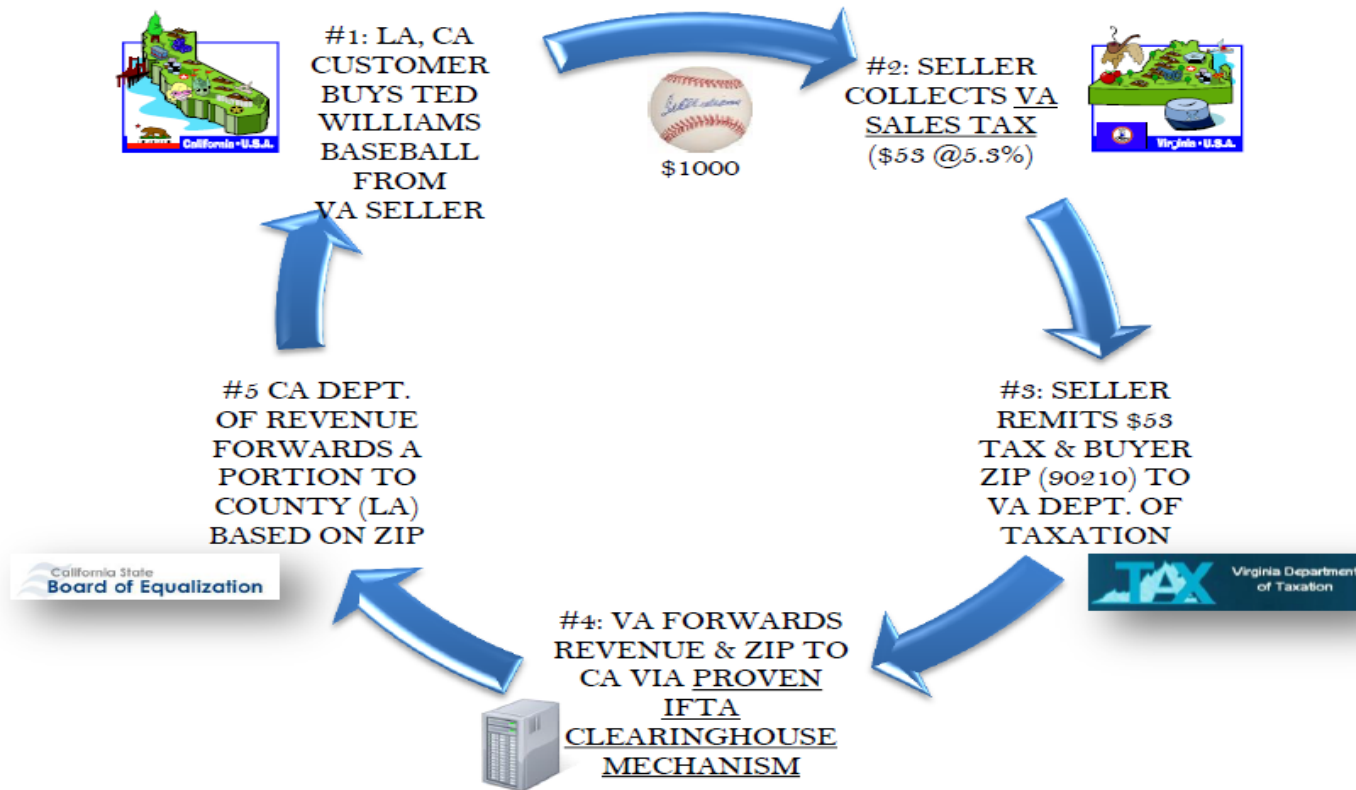 #1: LA, CA
CUSTOMER
BUYS TED
WILLIAMS
BASEBALL
FROM
VA SELLER
California • U.S.A.
$1000
#2: SELLER
COLLECTS VA
SALES TAX
($53 @5.3%)
Virginia • U.S.A.
#3: SELLER
REMITS $53
TAX & BUYER
ZIP (90210) TO
VA DEPT. OF
TAXATION
TAX
Virginia Department
of Taxation
#4: VA FORWARDS
REVENUE & ZIP TO
CA VIA PROVEN
IFTA
CLEARINGHOUSE
MECHANISM
#5 CA DEPT.
OF REVENUE
FORWARDS A
PORTION TO
COUNTY (LA)
BASED ON ZIP
California State
Board of Equalization